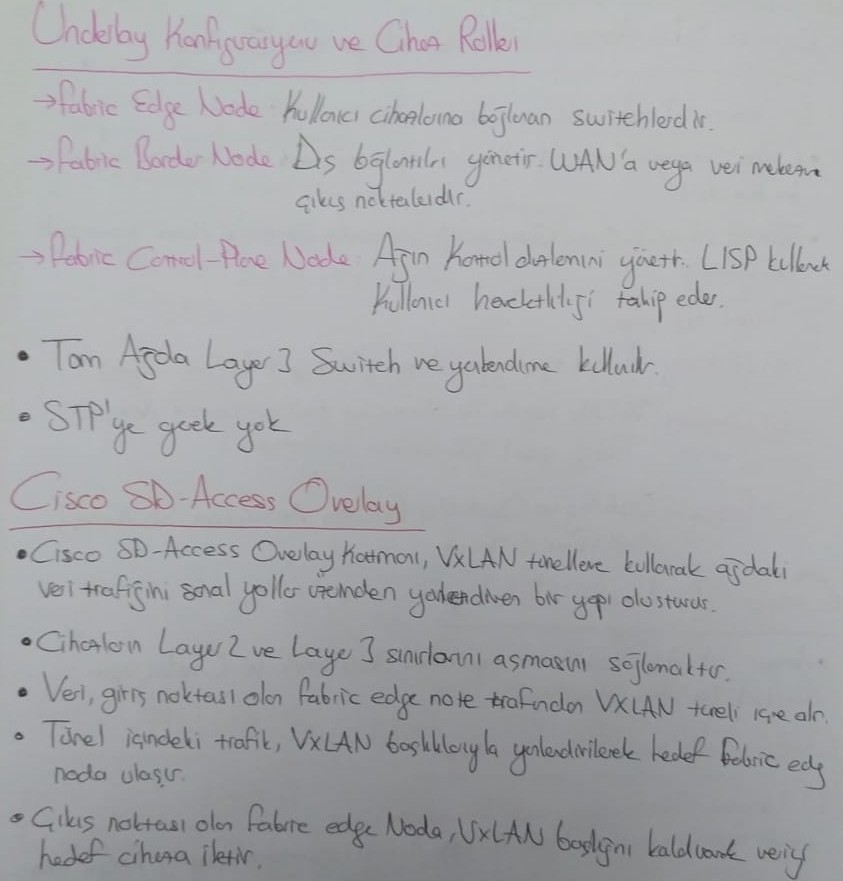 Underlay Konfigurasyonu ve Cihaz Rolleri
→ Fabric Edge Node Kullanıcı cihazlarına bağlanan switchlerdir.
→ Fabric Border Node Dış bağlantıları yönetir. WAN'a veya veri merkezi
çıkış noktalarıdır.
→ Fabric Control-Plane Node Ağın Kontrol düzlemini yönetir. LISP kullanarak
Kullanıcı hareketliliği takip eder.
• Tüm Ağda Layer 3 Switch ve yönlendirme kullanılır.
• STP'ye gerek yok
Cisco SD-Access Overlay
• Cisco SD-Access Overlay Katmanı, VXLAN tünelleme kullanarak ağdaki
veri trafiğini sanal yollar üzerinden yönlendiren bir yapı oluşturur.
• Cihazların Layer 2 ve Layer 3 sınırlarını aşmasını sağlamaktır.
• Veri, giriş noktası olan fabric edge note trafından VXLAN tüneli içine alır.
• Tünel içindeki trafik, VXLAN başlıklarıyla yönlendirilerek hedef fabric edg
noda ulaşır.
• Çıkış noktası olan fabric edge Noda, VXLAN başlığını kaldırarak veriyi
hedef cihaza iletir.